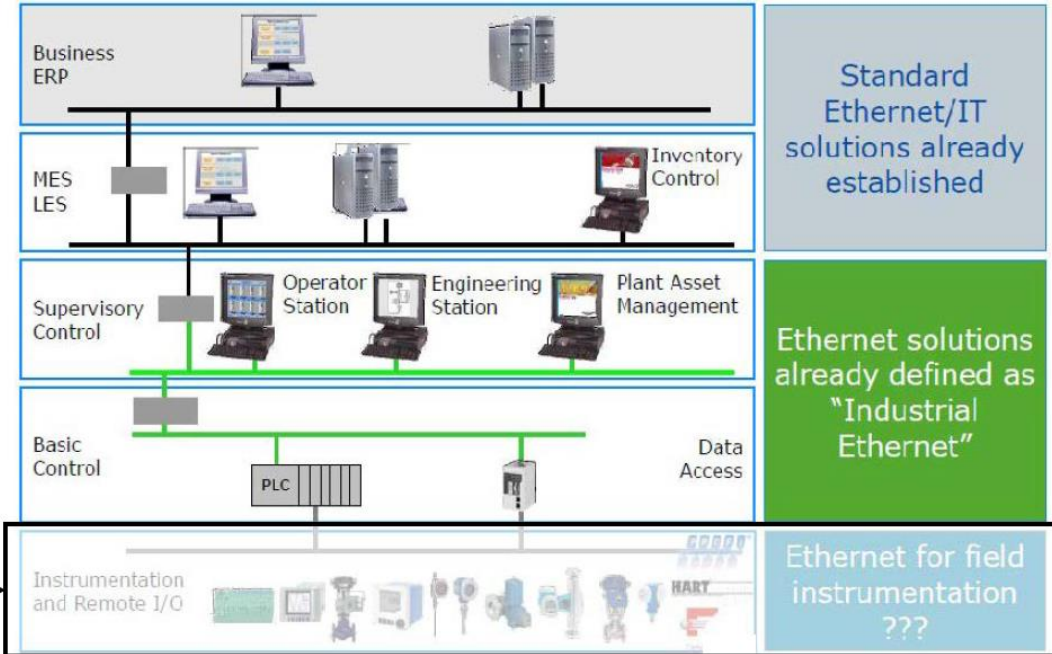 Business
ERP
Standard
Ethernet/IT
solutions already
established
MES
LES
Inventory
Control
Supervisory
Control
Operator
Station
Engineering
Station
Plant Asset
Management
Ethernet solutions
already defined as
"Industrial
Ethernet"
Basic
Control
PLC
Data
Access
Instrumentation
and Remote I/O
HART
Ethernet for field
instrumentation
???